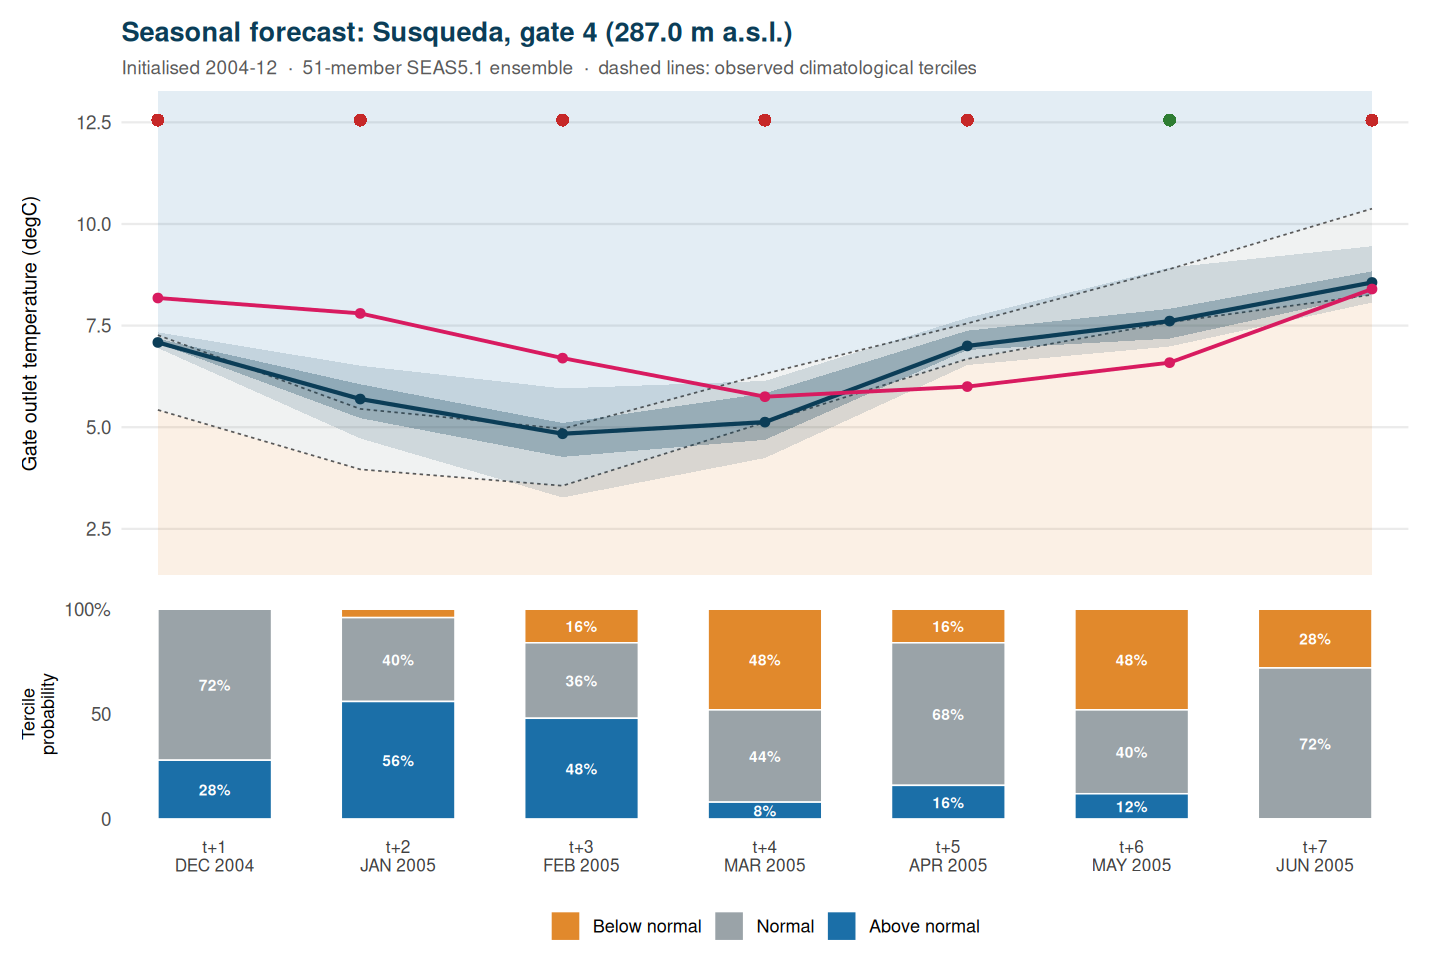 Seasonal forecast: Susqueda, gate 4 (287.0 m a.s.l.)
Initialised 2004-12 · 51-member SEAS5.1 ensemble · dashed lines: observed climatological terciles
Gate outlet temperature (degC)
12.5
10.0
7.5
5.0
2.5
Tercile
probability
100%
50
0
72%
28%
40%
56%
16%
36%
48%
48%
44%
8%
16%
68%
16%
48%
40%
12%
28%
72%
t+1
DEC 2004
t+2
JAN 2005
t+3
FEB 2005
t+4
MAR 2005
t+5
APR 2005
t+6
MAY 2005
t+7
JUN 2005
Below normal
Normal
Above normal